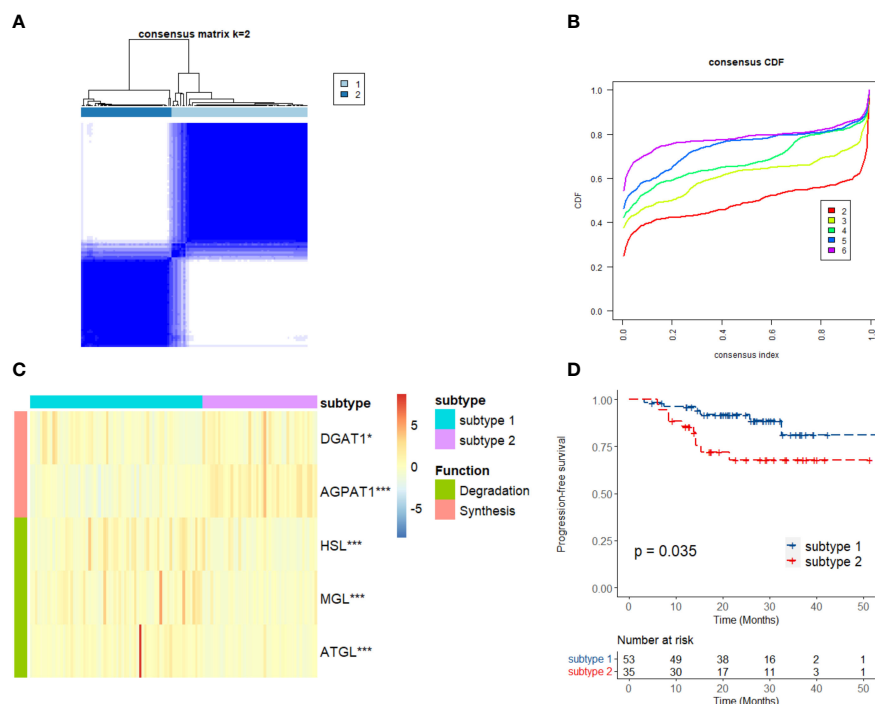 A
consensus matrix k=2
1
2
B
consensus CDF
CDF
1.0
0.8
0.6
0.4
0.2
0.0
2
3
4
5
6
0.0 0.2 0.4 0.6 0.8 1.0
consensus index
C
subtype
DGAT1*
AGPAT1***
HSL***
MGL***
ATGL***
5
0
-5
subtype
subtype 1
subtype 2
Function
Degradation
Synthesis
D
Progression-free survival
1.00
0.75
0.50
0.25
0.00
p = 0.035
subtype 1
subtype 2
0 10 20 30 40 50
Time (Months)
Number at risk
subtype 1 53 49 38 16 2 1
subtype 2 35 30 17 11 3 1
0 10 20 30 40 50
Time (Months)